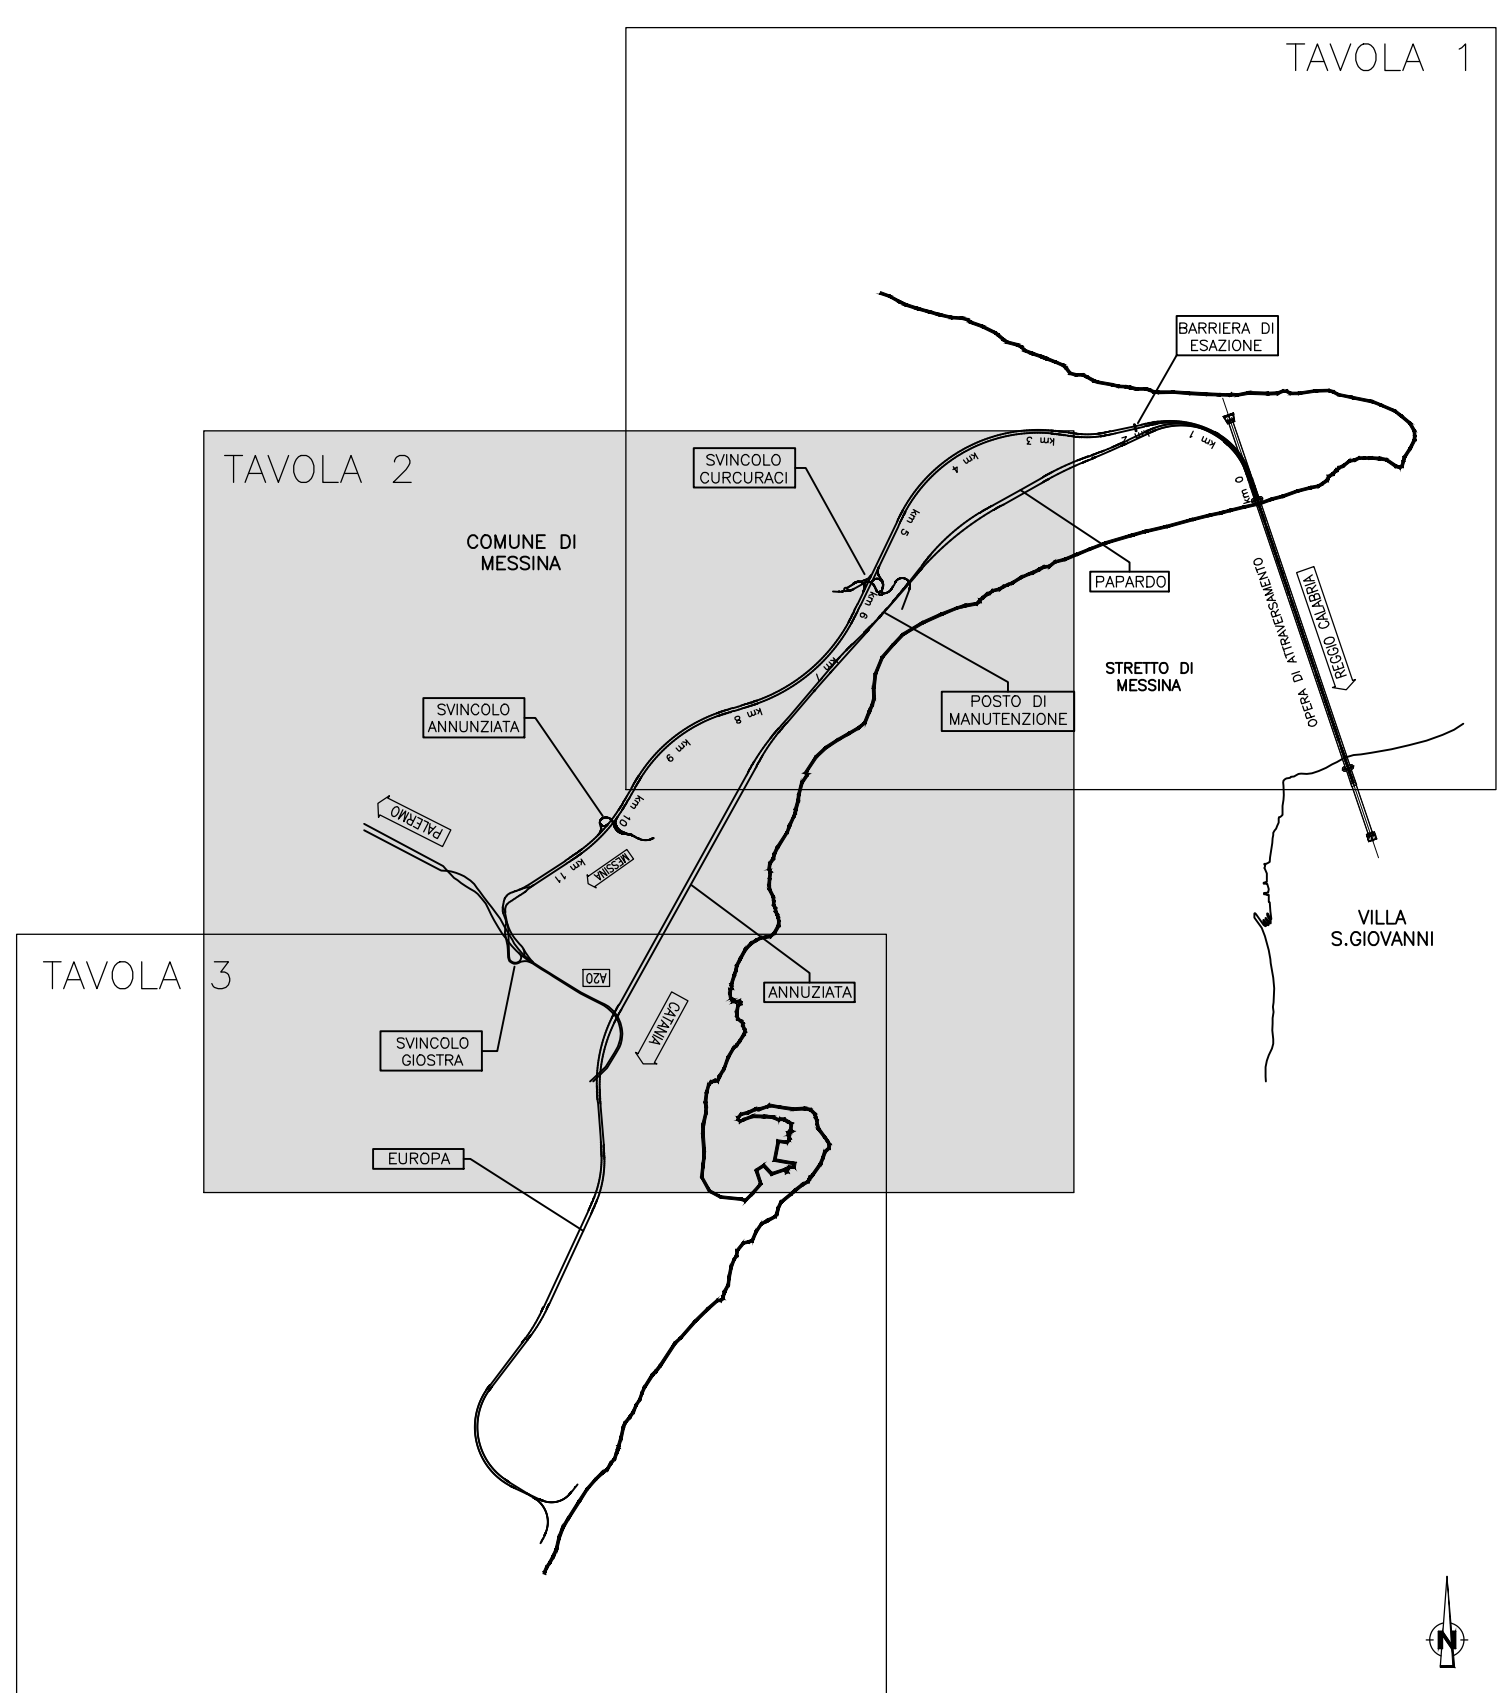 TAVOLA 1
BARRIERA DI
ESAZIONE
TAVOLA 2
SVINCOLO
CURCURACI
COMUNE DI
MESSINA
km 0
km 1
km 2
km 3
km 4
km 5
km 6
km 7
km 8
km 9
km 10
km 11
PAPARDO
OPERA DI ATTRAVERSAMENTO
REGGIO CALABRIA
STRETTO DI
MESSINA
POSTO DI
MANUTENZIONE
SVINCOLO
ANNUNZIATA
PALERMO
MESSINA
VILLA
S.GIOVANNI
TAVOLA 3
A20
ANNUZIATA
CATANIA
SVINCOLO
GIOSTRA
EUROPA
N